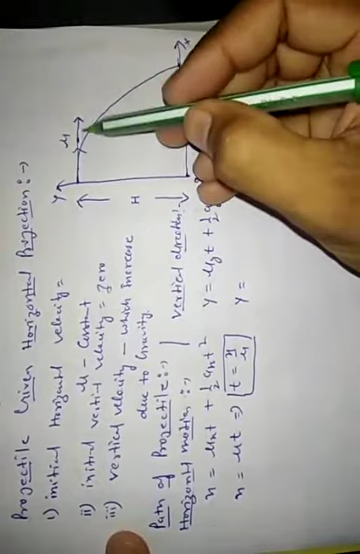 Projectile Given Horizontal Projection :→
1) initial Horizontal velocity =
u - Constant
ii) initial vertical velocity = Zero
iii) vertical velocity - which increase
due to Gravity.
Path of Projectile :→
Horizontal motion :→
x = uxt + ½ axt²
x = ut ⇒ t = x/u
vertical direction :
y = uyt + ½
y =
Y
u
H
x